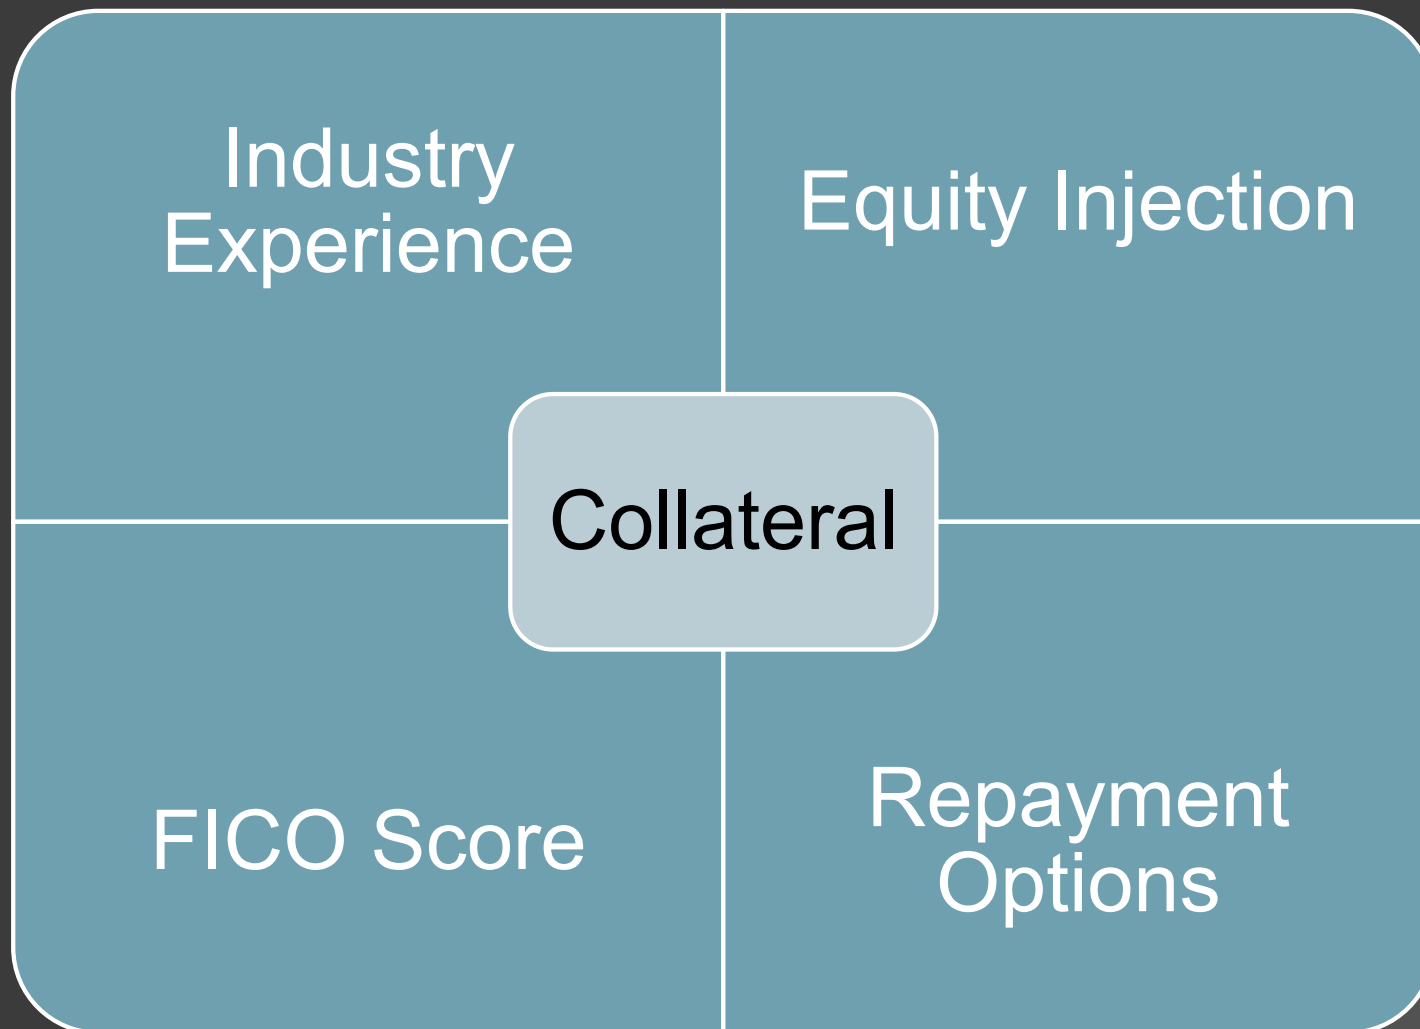 Industry
Experience
Equity Injection
Collateral
FICO Score
Repayment
Options